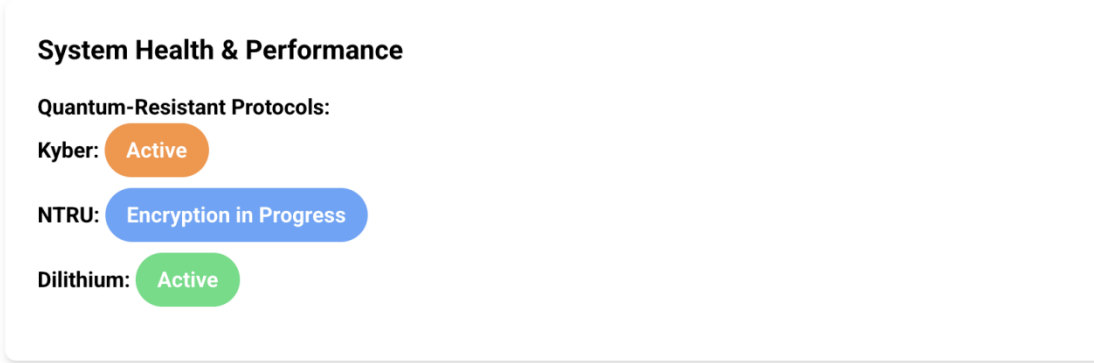 System Health & Performance
Quantum-Resistant Protocols:
Kyber: Active
NTRU: Encryption in Progress
Dilithium: Active